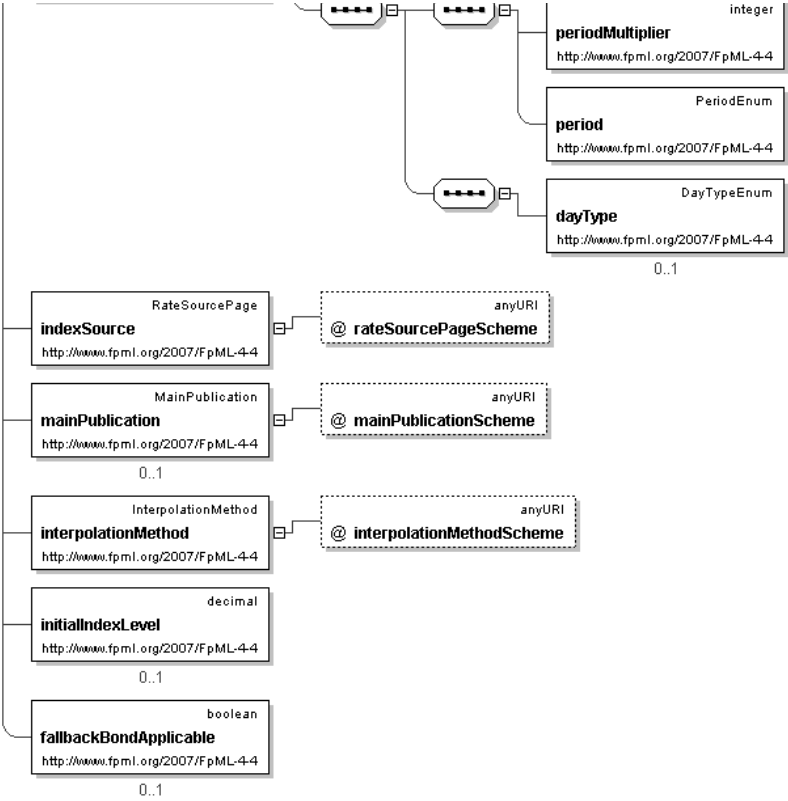 integer
periodMultiplier
http://www.fpml.org/2007/FpML-4-4
PeriodEnum
period
http://www.fpml.org/2007/FpML-4-4
DayTypeEnum
dayType
http://www.fpml.org/2007/FpML-4-4
0..1
RateSourcePage
indexSource
http://www.fpml.org/2007/FpML-4-4
anyURI
@ rateSourcePageScheme
MainPublication
mainPublication
http://www.fpml.org/2007/FpML-4-4
0..1
anyURI
@ mainPublicationScheme
InterpolationMethod
interpolationMethod
http://www.fpml.org/2007/FpML-4-4
anyURI
@ interpolationMethodScheme
decimal
initialIndexLevel
http://www.fpml.org/2007/FpML-4-4
0..1
boolean
fallbackBondApplicable
http://www.fpml.org/2007/FpML-4-4
0..1